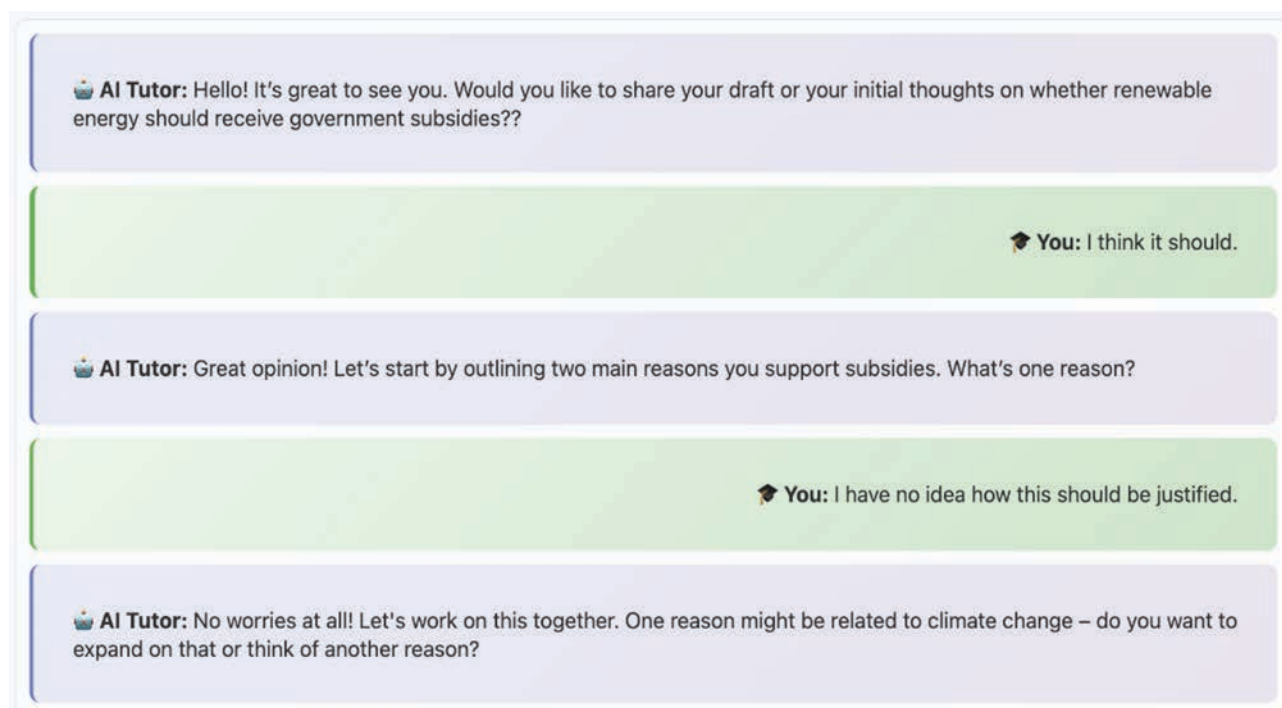 🤖 AI Tutor: Hello! It’s great to see you. Would you like to share your draft or your initial thoughts on whether renewable
energy should receive government subsidies??
🎓 You: I think it should.
🤖 AI Tutor: Great opinion! Let’s start by outlining two main reasons you support subsidies. What’s one reason?
🎓 You: I have no idea how this should be justified.
🤖 AI Tutor: No worries at all! Let's work on this together. One reason might be related to climate change – do you want to
expand on that or think of another reason?